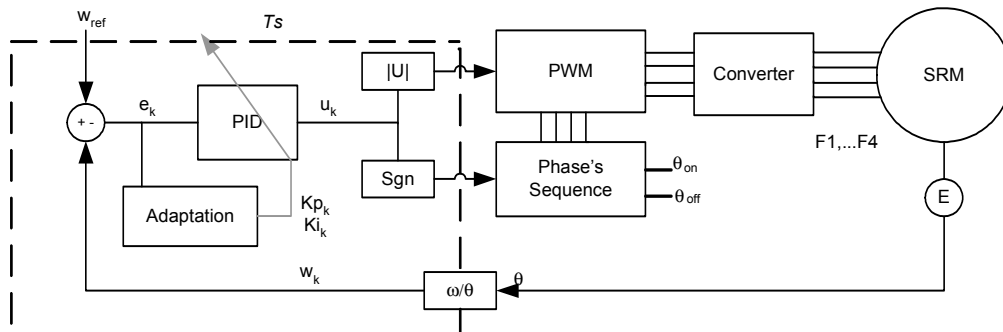 w_ref
Ts
|U|
PWM
Converter
SRM
e_k
PID
u_k
+ -
F1,...F4
Sgn
Phase's
Sequence
θ_on
θ_off
Adaptation
Kp_k
Ki_k
E
w_k
ω/θ
θ